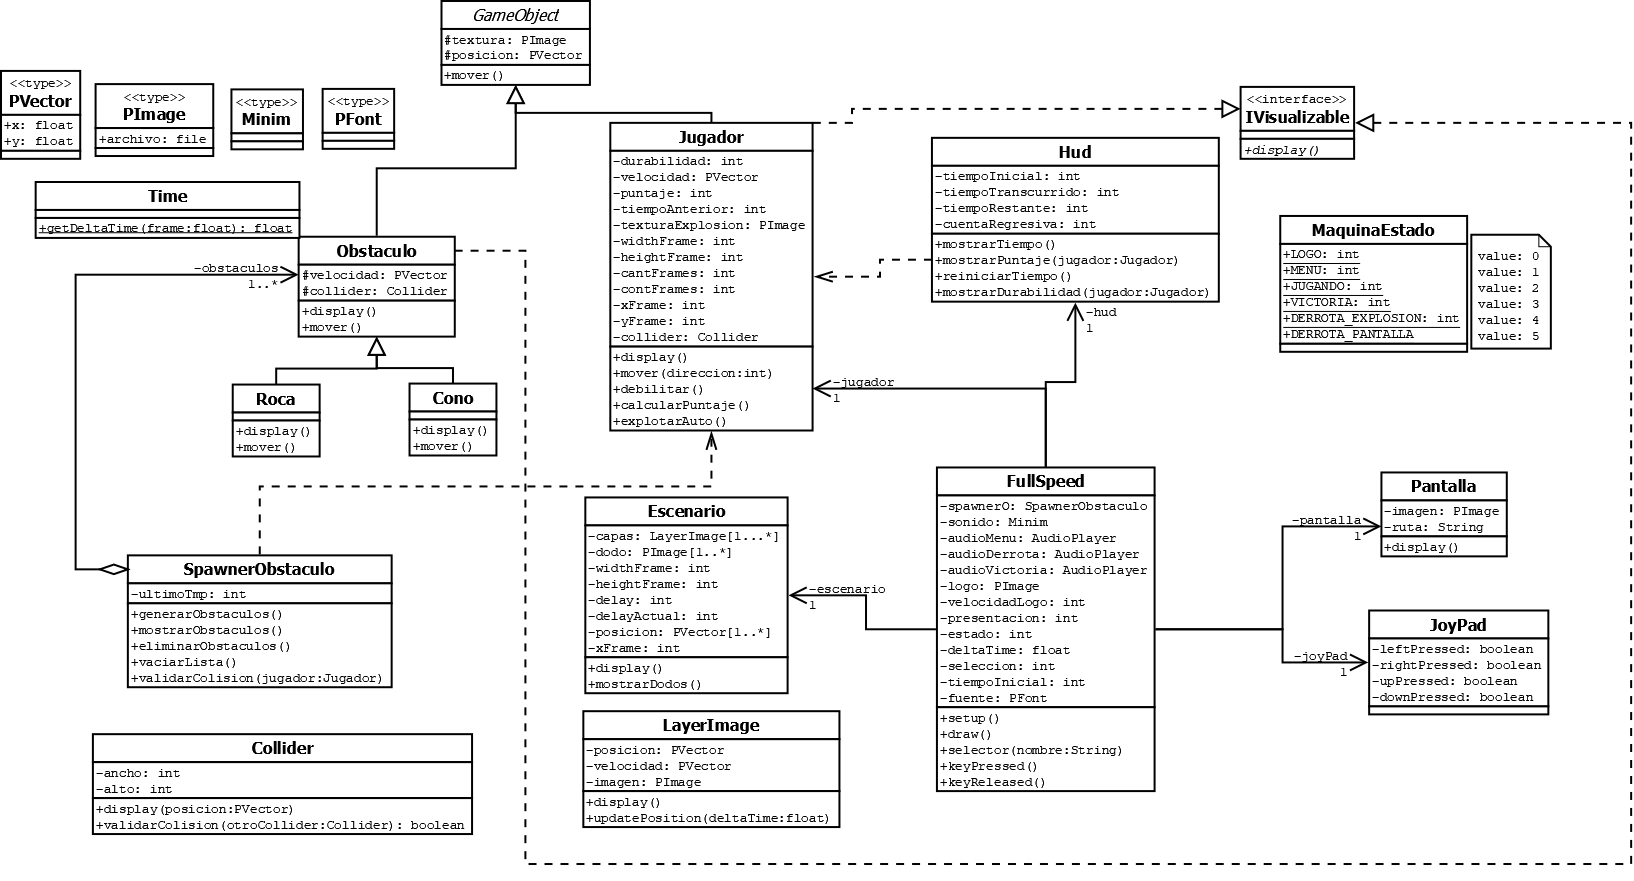 GameObject
#textura: PImage
#posicion: PVector
+mover()
<<type>>
PVector
+x: float
+y: float
<<type>>
PImage
+archivo: file
<<type>>
Minim
<<type>>
PFont
<<interface>>
IVisualizable
+display()
Time
+getDeltaTime(frame:float): float
Obstaculo
#velocidad: PVector
#collider: Collider
+display()
+mover()
-obstaculos
1..*
Roca
+display()
+mover()
Cono
+display()
+mover()
Jugador
-durabilidad: int
-velocidad: PVector
-puntaje: int
-tiempoAnterior: int
-texturaExplosion: PImage
-widthFrame: int
-heightFrame: int
-cantFrames: int
-contFrames: int
-xFrame: int
-yFrame: int
-collider: Collider
+display()
+mover(direccion:int)
+debilitar()
+calcularPuntaje()
+explotarAuto()
Hud
-tiempoInicial: int
-tiempoTranscurrido: int
-tiempoRestante: int
-cuentaRegresiva: int
+mostrarTiempo()
+mostrarPuntaje(jugador:Jugador)
+reiniciarTiempo()
+mostrarDurabilidad(jugador:Jugador)
-hud
1
-jugador
1
MaquinaEstado
+LOGO: int
+MENU: int
+JUGANDO: int
+VICTORIA: int
+DERROTA_EXPLOSION: int
+DERROTA_PANTALLA
value: 0
value: 1
value: 2
value: 3
value: 4
value: 5
SpawnerObstaculo
-ultimoTmp: int
+generarObstaculos()
+mostrarObstaculos()
+eliminarObstaculos()
+vaciarLista()
+validarColision(jugador:Jugador)
Escenario
-capas: LayerImage[1...*]
-dodo: PImage[1..*]
-widthFrame: int
-heightFrame: int
-delay: int
-delayActual: int
-posicion: PVector[1..*]
-xFrame: int
+display()
+mostrarDodos()
-escenario
1
FullSpeed
-spawnerO: SpawnerObstaculo
-sonido: Minim
-audioMenu: AudioPlayer
-audioDerrota: AudioPlayer
-audioVictoria: AudioPlayer
-logo: PImage
-velocidadLogo: int
-presentacion: int
-estado: int
-deltaTime: float
-seleccion: int
-tiempoInicial: int
-fuente: PFont
+setup()
+draw()
+selector(nombre:String)
+keyPressed()
+keyReleased()
-pantalla
1
Pantalla
-imagen: PImage
-ruta: String
+display()
-joyPad
1
JoyPad
-leftPressed: boolean
-rightPressed: boolean
-upPressed: boolean
-downPressed: boolean
Collider
-ancho: int
-alto: int
+display(posicion:PVector)
+validarColision(otroCollider:Collider): boolean
LayerImage
-posicion: PVector
-velocidad: PVector
-imagen: PImage
+display()
+updatePosition(deltaTime:float)